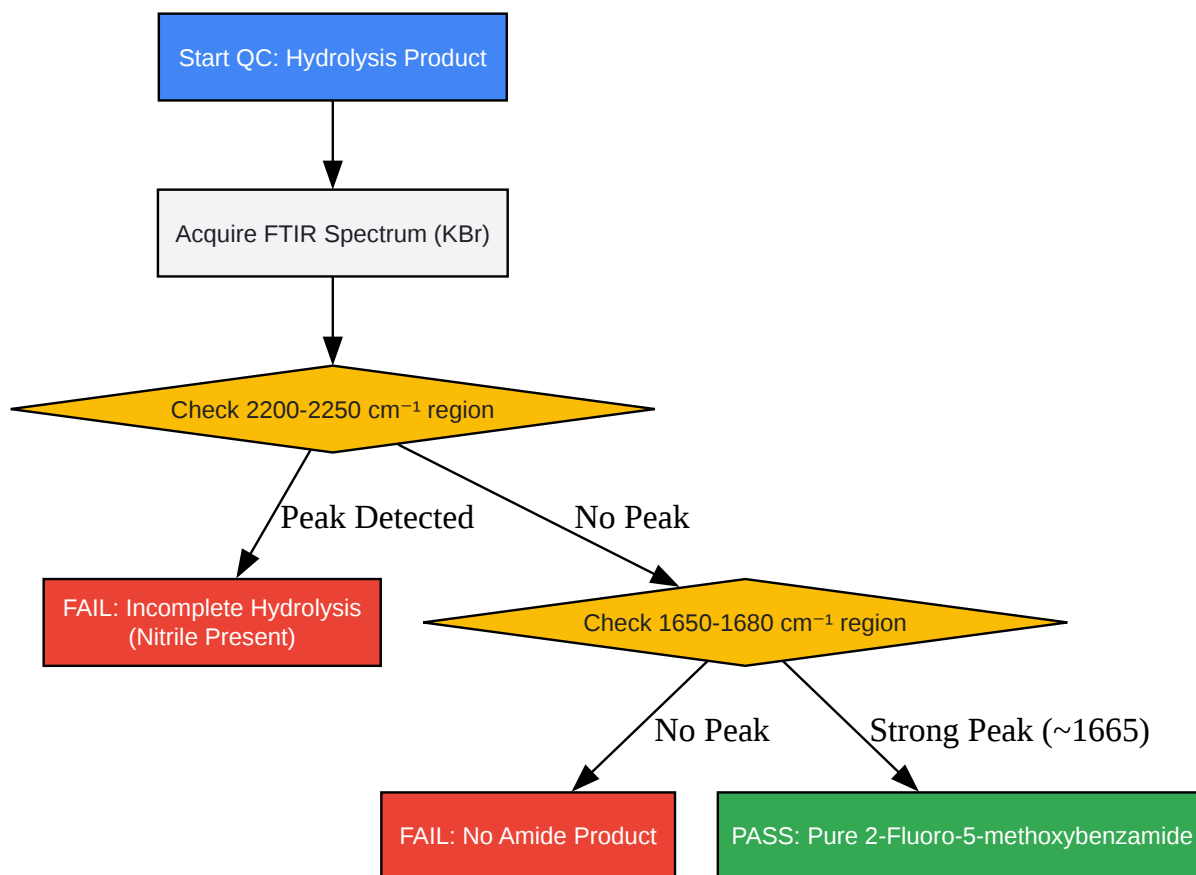 Start QC: Hydrolysis Product
Acquire FTIR Spectrum (KBr)
Check 2200-2250 cm⁻¹ region
Peak Detected
No Peak
FAIL: Incomplete Hydrolysis
(Nitrile Present)
Check 1650-1680 cm⁻¹ region
No Peak
Strong Peak (~1665)
FAIL: No Amide Product
PASS: Pure 2-Fluoro-5-methoxybenzamide